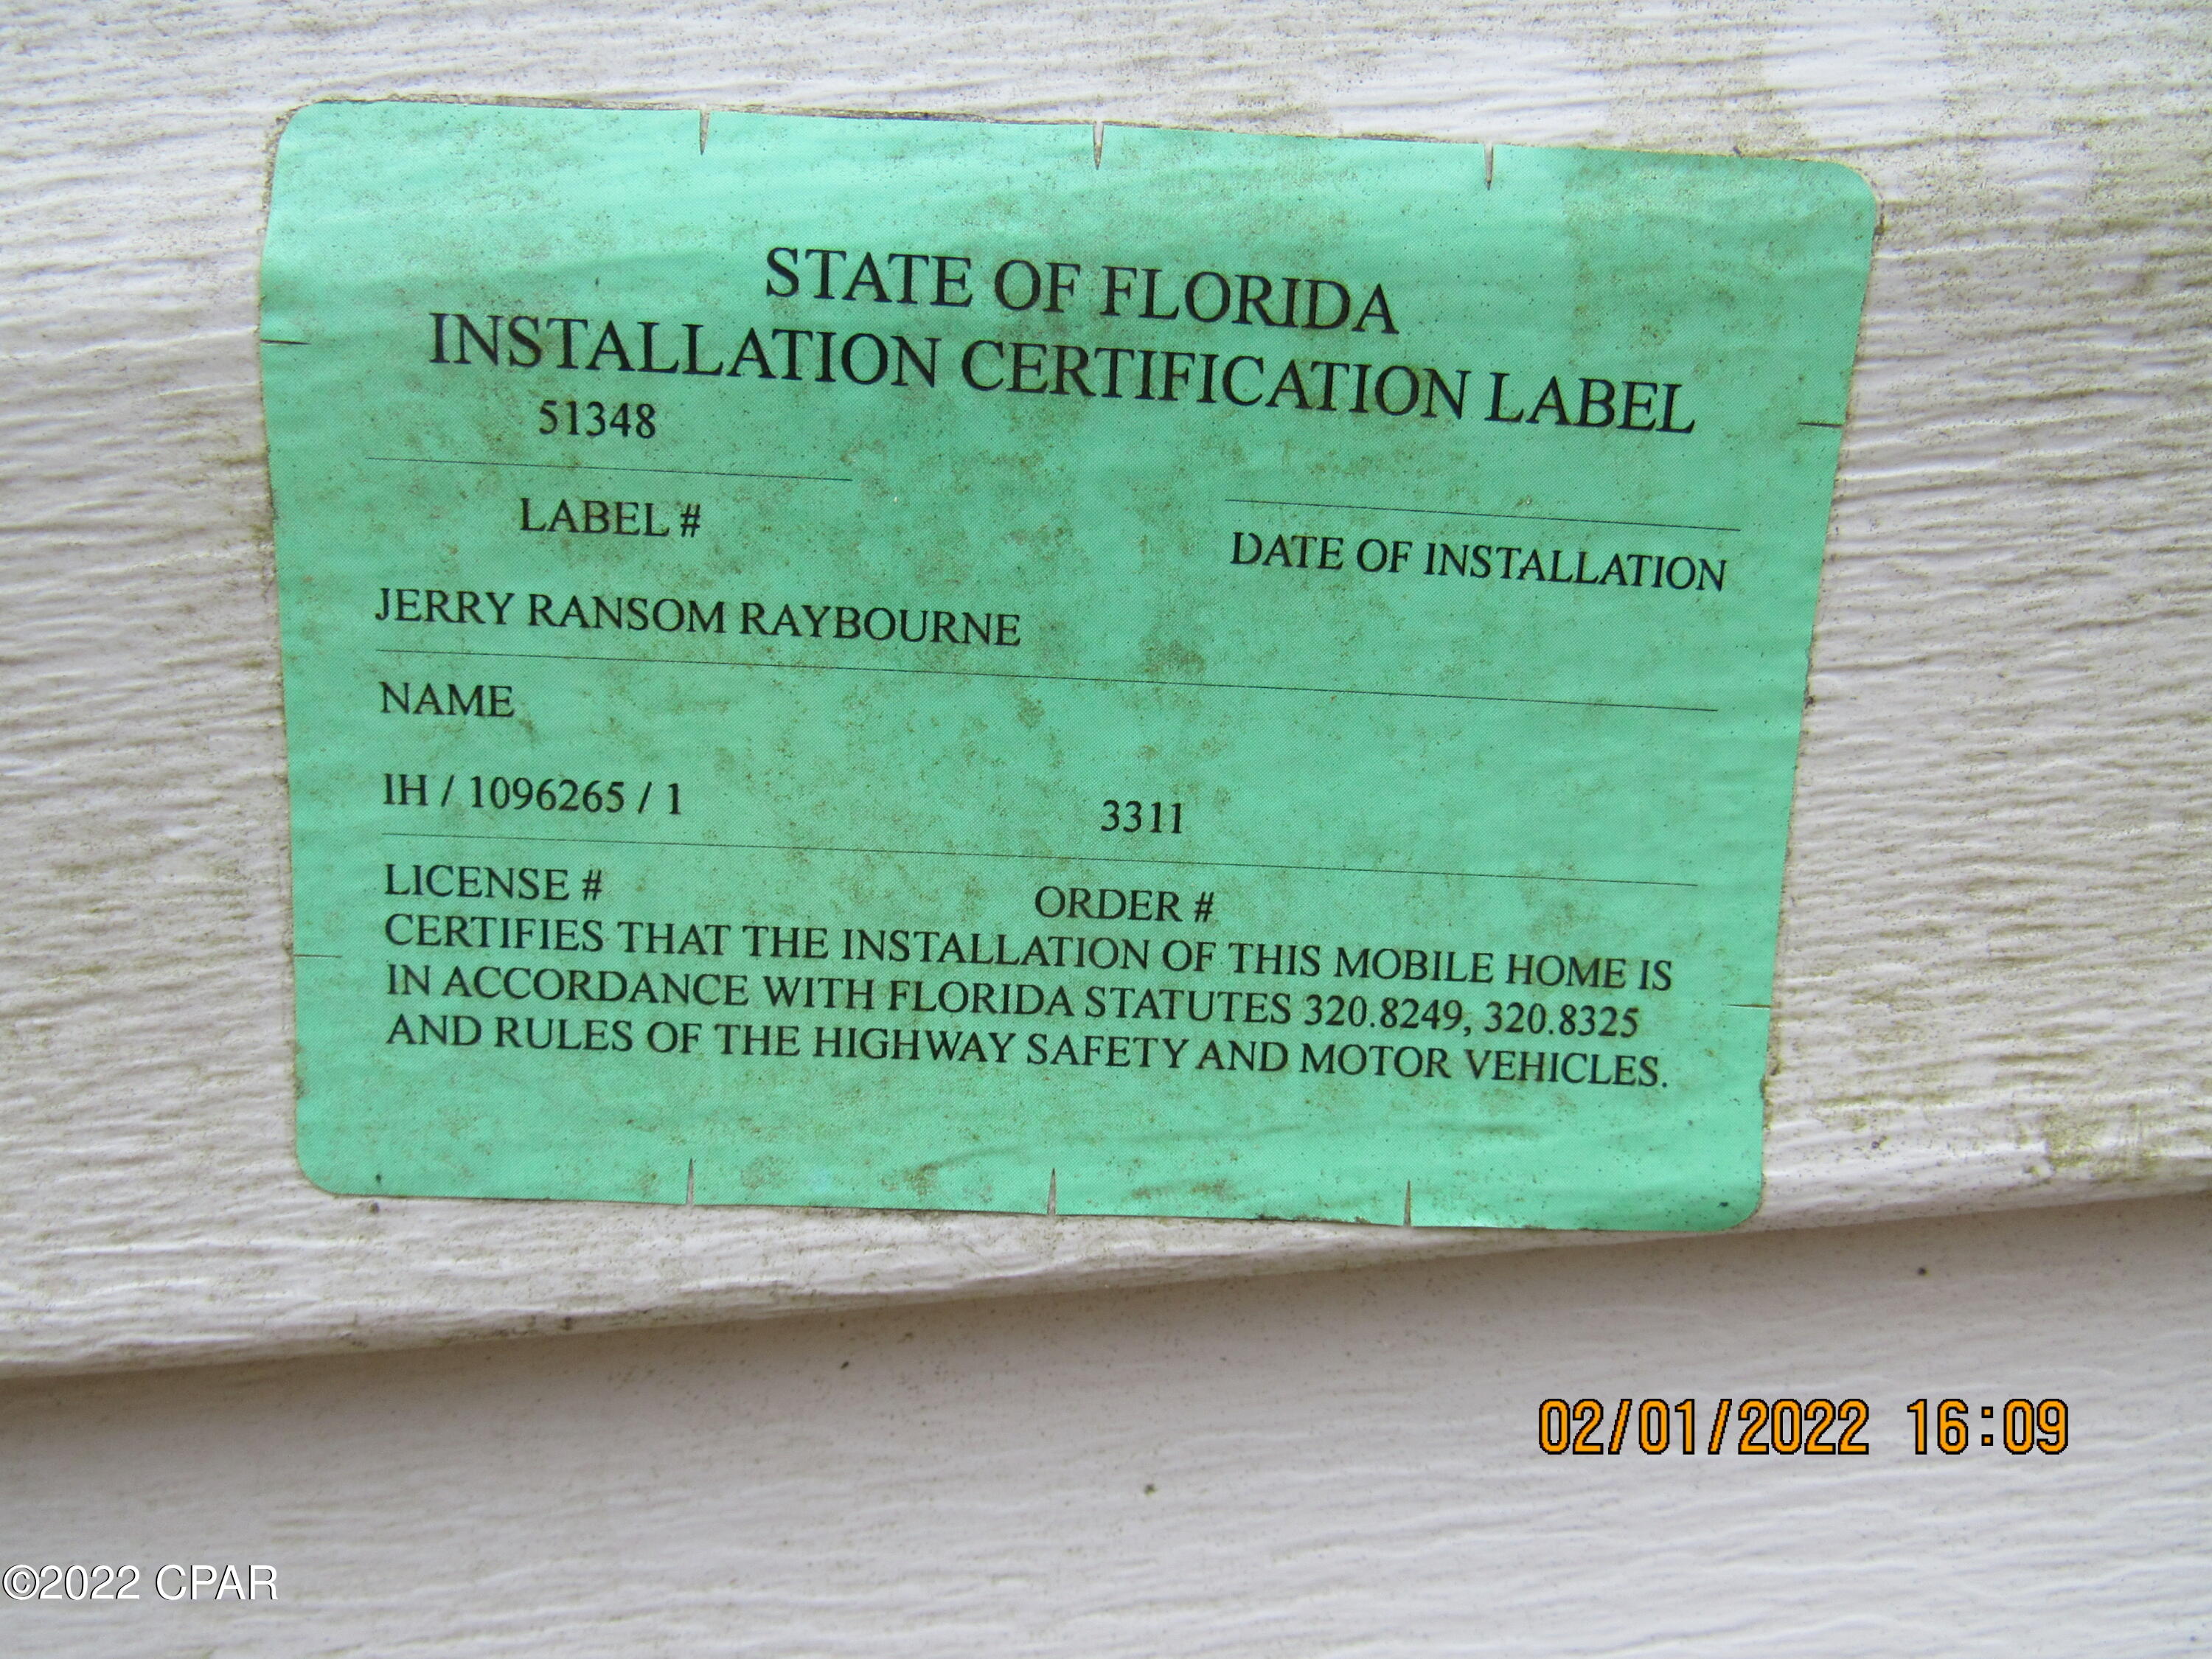 STATE OF FLORIDA
INSTALLATION CERTIFICATION LABEL
51348
LABEL #
DATE OF INSTALLATION
JERRY RANSOM RAYBOURNE
NAME
IH / 1096265 / 1 3311
LICENSE # ORDER #
CERTIFIES THAT THE INSTALLATION OF THIS MOBILE HOME IS
IN ACCORDANCE WITH FLORIDA STATUTES 320.8249, 320.8325
AND RULES OF THE HIGHWAY SAFETY AND MOTOR VEHICLES.
02/01/2022 16:09
©2022 CPAR